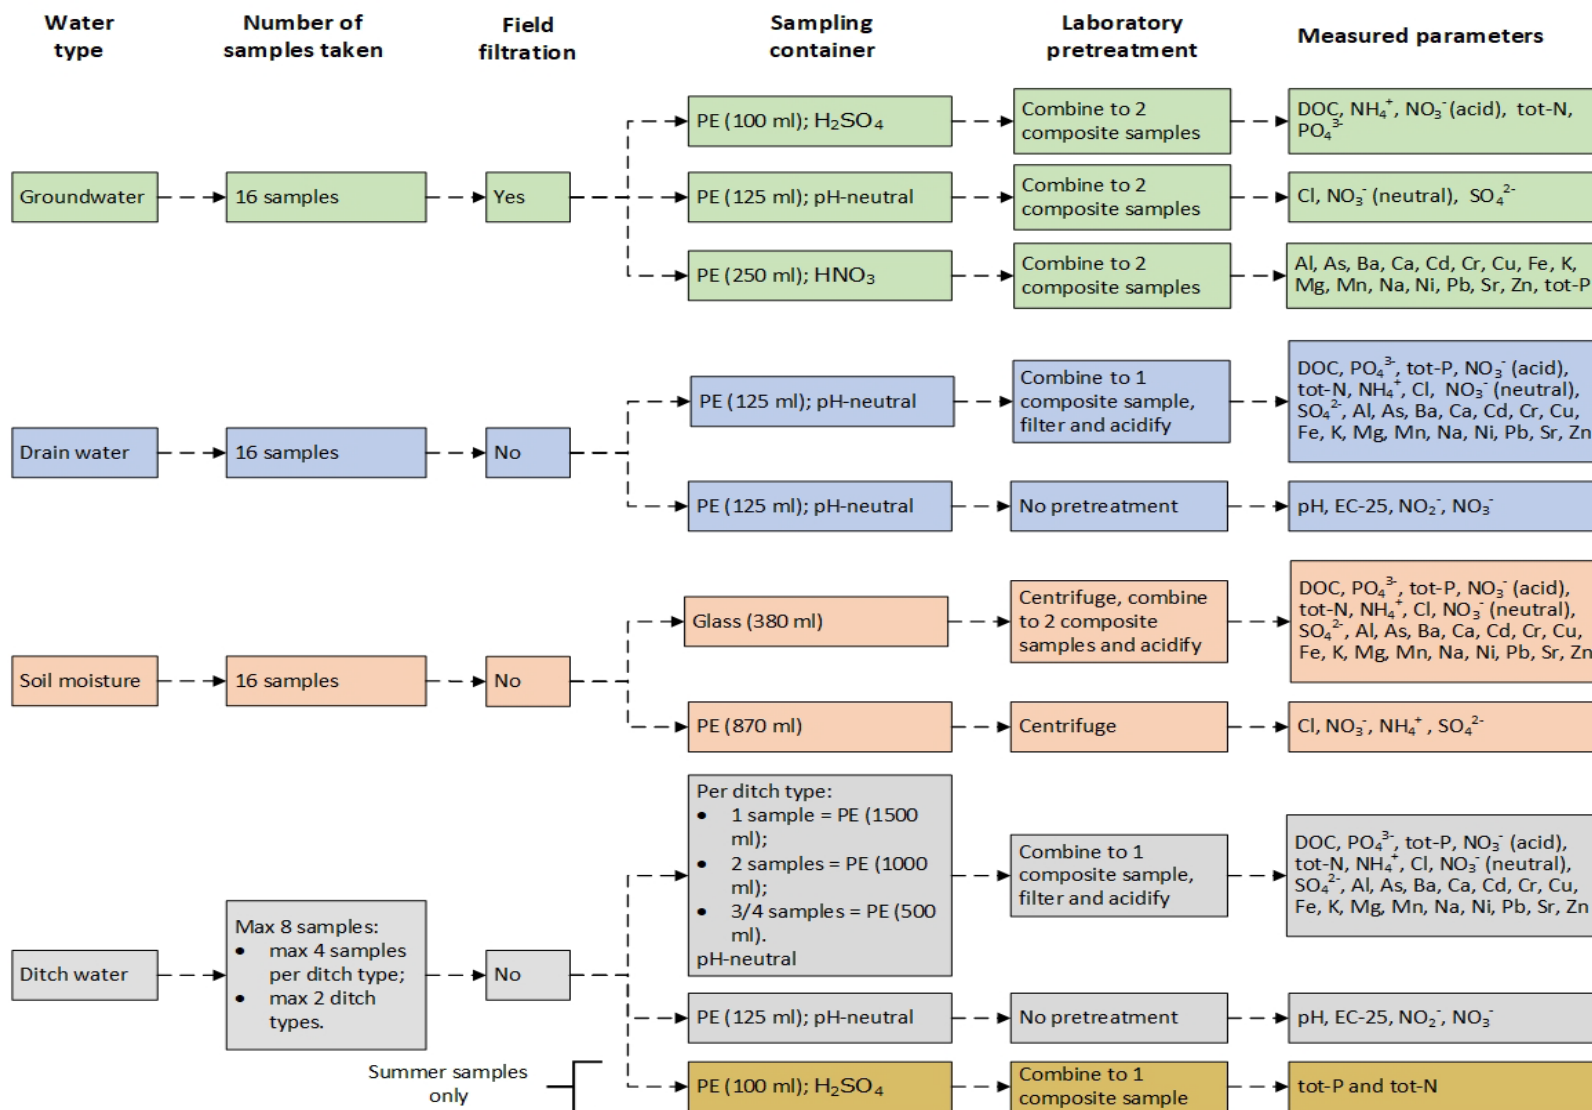 Water
type
Number of
samples taken
Field
filtration
Sampling
container
Laboratory
pretreatment
Measured parameters
Groundwater
16 samples
Yes
PE (100 ml); H₂SO₄
Combine to 2
composite samples
DOC, NH₄⁺, NO₃⁻ (acid), tot-N,
PO₄³⁻
PE (125 ml); pH-neutral
Combine to 2
composite samples
Cl, NO₃⁻ (neutral), SO₄²⁻
PE (250 ml); HNO₃
Combine to 2
composite samples
Al, As, Ba, Ca, Cd, Cr, Cu, Fe, K,
Mg, Mn, Na, Ni, Pb, Sr, Zn, tot-P
Drain water
16 samples
No
PE (125 ml); pH-neutral
Combine to 1
composite sample,
filter and acidify
DOC, PO₄³⁻, tot-P, NO₃⁻ (acid),
tot-N, NH₄⁺, Cl, NO₃⁻ (neutral),
SO₄²⁻, Al, As, Ba, Ca, Cd, Cr, Cu,
Fe, K, Mg, Mn, Na, Ni, Pb, Sr, Zn
PE (125 ml); pH-neutral
No pretreatment
pH, EC-25, NO₂⁻, NO₃⁻
Soil moisture
16 samples
No
Glass (380 ml)
Centrifuge, combine
to 2 composite
samples and acidify
DOC, PO₄³⁻, tot-P, NO₃⁻ (acid),
tot-N, NH₄⁺, Cl, NO₃⁻ (neutral),
SO₄²⁻, Al, As, Ba, Ca, Cd, Cr, Cu,
Fe, K, Mg, Mn, Na, Ni, Pb, Sr, Zn
PE (870 ml)
Centrifuge
Cl, NO₃⁻, NH₄⁺, SO₄²⁻
Ditch water
Max 8 samples:
• max 4 samples
per ditch type;
• max 2 ditch
types.
No
Per ditch type:
• 1 sample = PE (1500
ml);
• 2 samples = PE (1000
ml);
• 3/4 samples = PE (500
ml).
pH-neutral
Combine to 1
composite sample,
filter and acidify
DOC, PO₄³⁻, tot-P, NO₃⁻ (acid),
tot-N, NH₄⁺, Cl, NO₃⁻ (neutral),
SO₄²⁻, Al, As, Ba, Ca, Cd, Cr, Cu,
Fe, K, Mg, Mn, Na, Ni, Pb, Sr, Zn
PE (125 ml); pH-neutral
No pretreatment
pH, EC-25, NO₂⁻, NO₃⁻
Summer samples
only
PE (100 ml); H₂SO₄
Combine to 1
composite sample
tot-P and tot-N